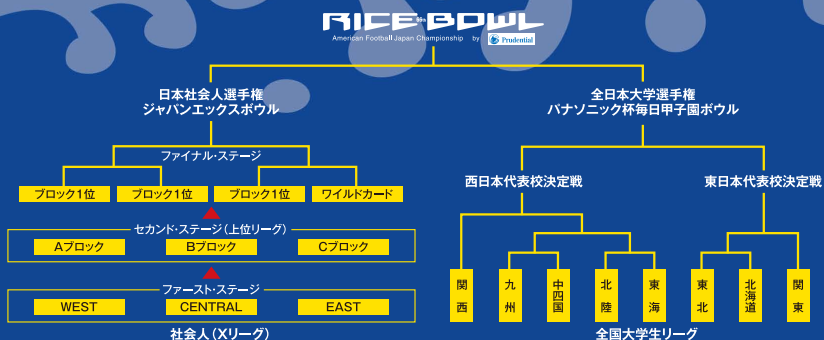 RICE BOWL
American Football Japan Championship by Prudential
日本社会人選手権
ジャパンエックスボウル
全日本大学選手権
パナソニック杯毎日甲子園ボウル
ファイナル・ステージ
ブロック1位
ブロック1位
ブロック1位
ワイルドカード
セカンド・ステージ(上位リーグ)
Aブロック
Bブロック
Cブロック
ファースト・ステージ
WEST
CENTRAL
EAST
社会人(Xリーグ)
西日本代表校決定戦
東日本代表校決定戦
関西
九州
中四国
北陸
東海
東北
北海道
関東
全国大学生リーグ